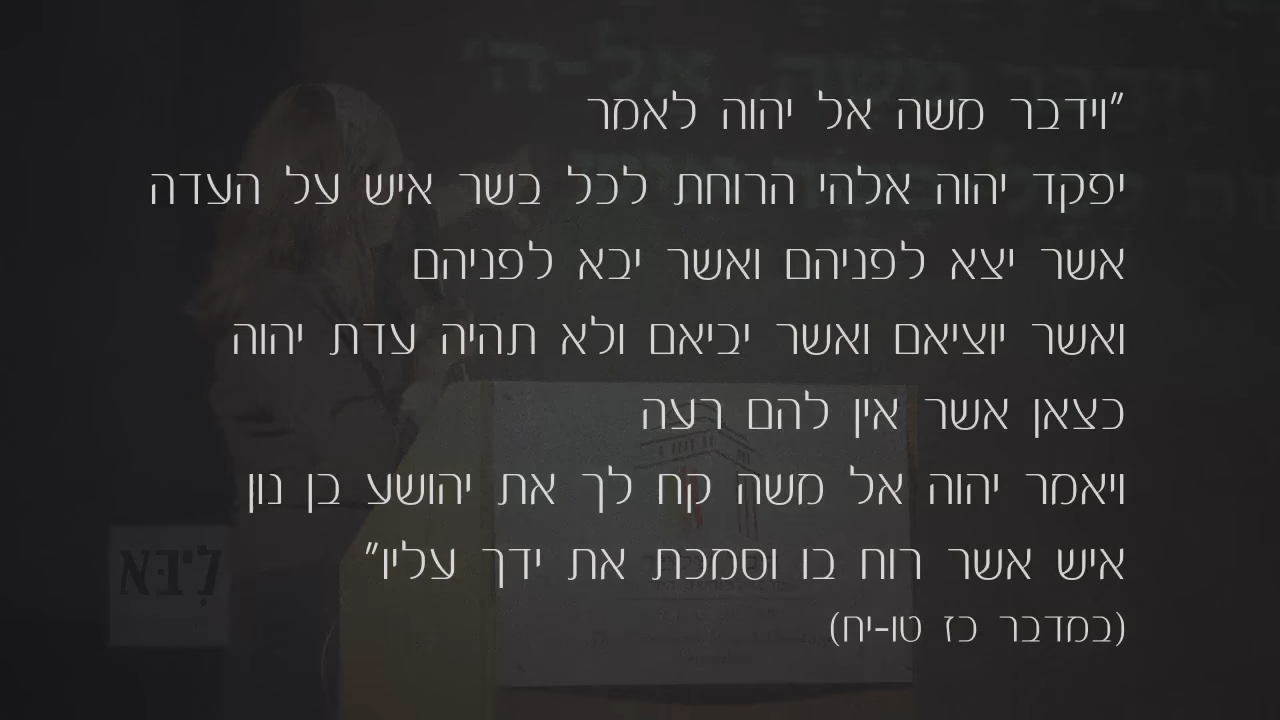 "וידבר משה אל יהוה לאמר
יפקד יהוה אלהי הרוחת לכל בשר איש על העדה
אשר יצא לפניהם ואשר יבא לפניהם
ואשר יוציאם ואשר יביאם ולא תהיה עדת יהוה
כצאן אשר אין להם רעה
ויאמר יהוה אל משה קח לך את יהושע בן נון
איש אשר רוח בו וסמכת את ידך עליו"
(במדבר כז טו-יח)
לִיבָּא